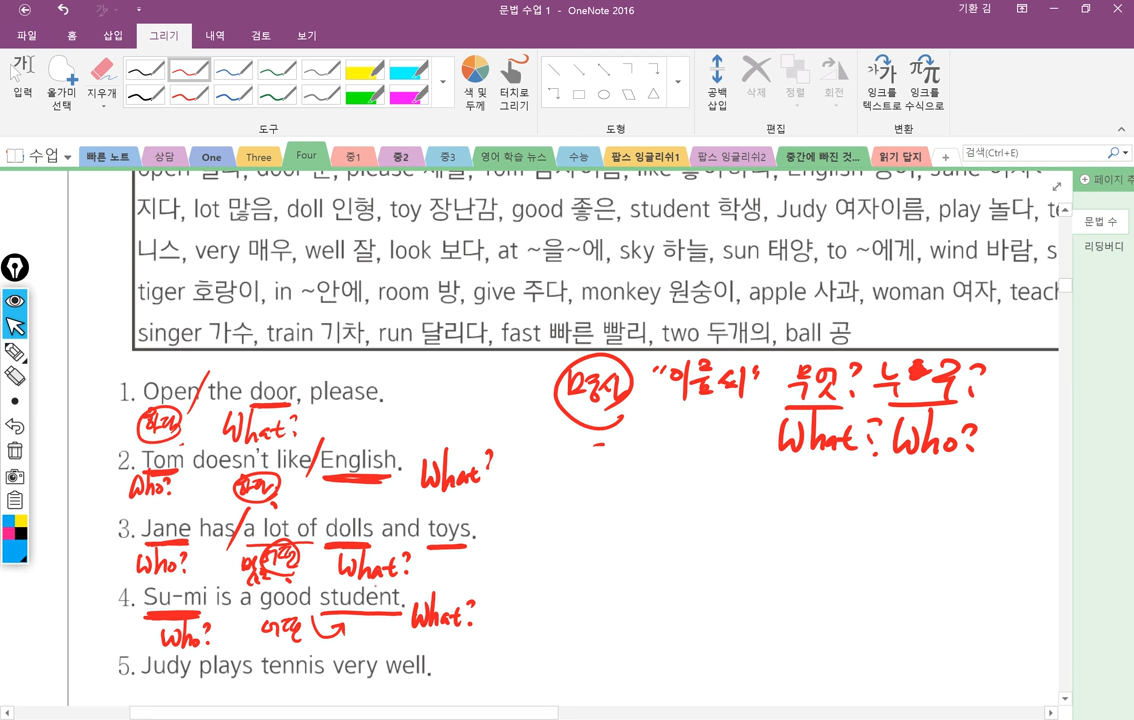 문법 수업 1 - OneNote 2016
기환 김
파일 홈 삽입 그리기 내역 검토 보기
입력 올가미 선택 지우개 색 및 두께 터치로 그리기 공백 삽입 삭제 정렬 회전 잉크를 텍스트로 잉크를 수식으로
도구 도형 편집 변환
수업 빠른 노트 상담 One Three Four 중1 중2 중3 영어 학습 뉴스 수능 팝스 잉글리쉬1 팝스 잉글리쉬2 중간에 빠진 것... 읽기 답지 + 검색(Ctrl+E)
페이지 추
문법 수
리딩버디
지다, lot 많음, doll 인형, toy 장난감, good 좋은, student 학생, Judy 여자이름, play 놀다, te
니스, very 매우, well 잘, look 보다, at ~을~에, sky 하늘, sun 태양, to ~에게, wind 바람, s
tiger 호랑이, in ~안에, room 방, give 주다, monkey 원숭이, apple 사과, woman 여자, teach
singer 가수, train 기차, run 달리다, fast 빠른 빨리, two 두개의, ball 공
명사 "이름씨" 무엇? 누구?
What? Who?
1. Open the door, please.
What?
2. Tom doesn't like English. What?
Who?
3. Jane has a lot of dolls and toys.
Who? What?
4. Su-mi is a good student. What?
Who? 어떤
5. Judy plays tennis very well.